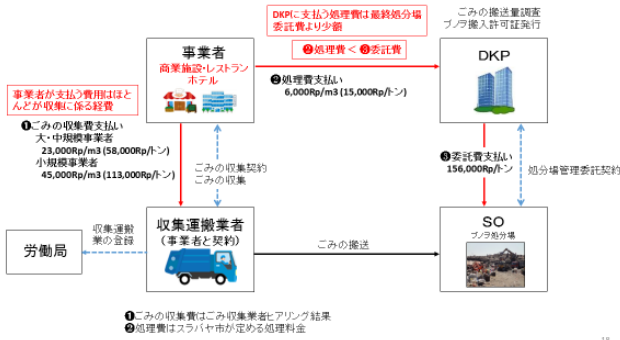 DKPに支払う処理費は最終処分場
委託費より少額
❷処理費 < ❸委託費
ごみの搬送量調査
ブノヲ搬入許可証発行
事業者
商業施設・レストラン
ホテル
DKP
❷処理費支払い
6,000Rp/m3 (15,000Rp/トン)
事業者が支払う費用はほと
んどが収集に係る経費
❶ごみの収集費支払い
大・中規模事業者
23,000Rp/m3 (58,000Rp/トン)
小規模事業者
45,000Rp/m3 (113,000Rp/トン)
ごみの収集契約
ごみの収集
❸委託費支払い
156,000Rp/トン
処分場管理委託契約
労働局
収集運搬
業の登録
収集運搬業者
(事業者と契約)
ごみの搬送
SO
ブノヲ処分場
❶ごみの収集費はごみ収集業者ヒアリング結果
❷処理費はスラバヤ市が定める処理料金